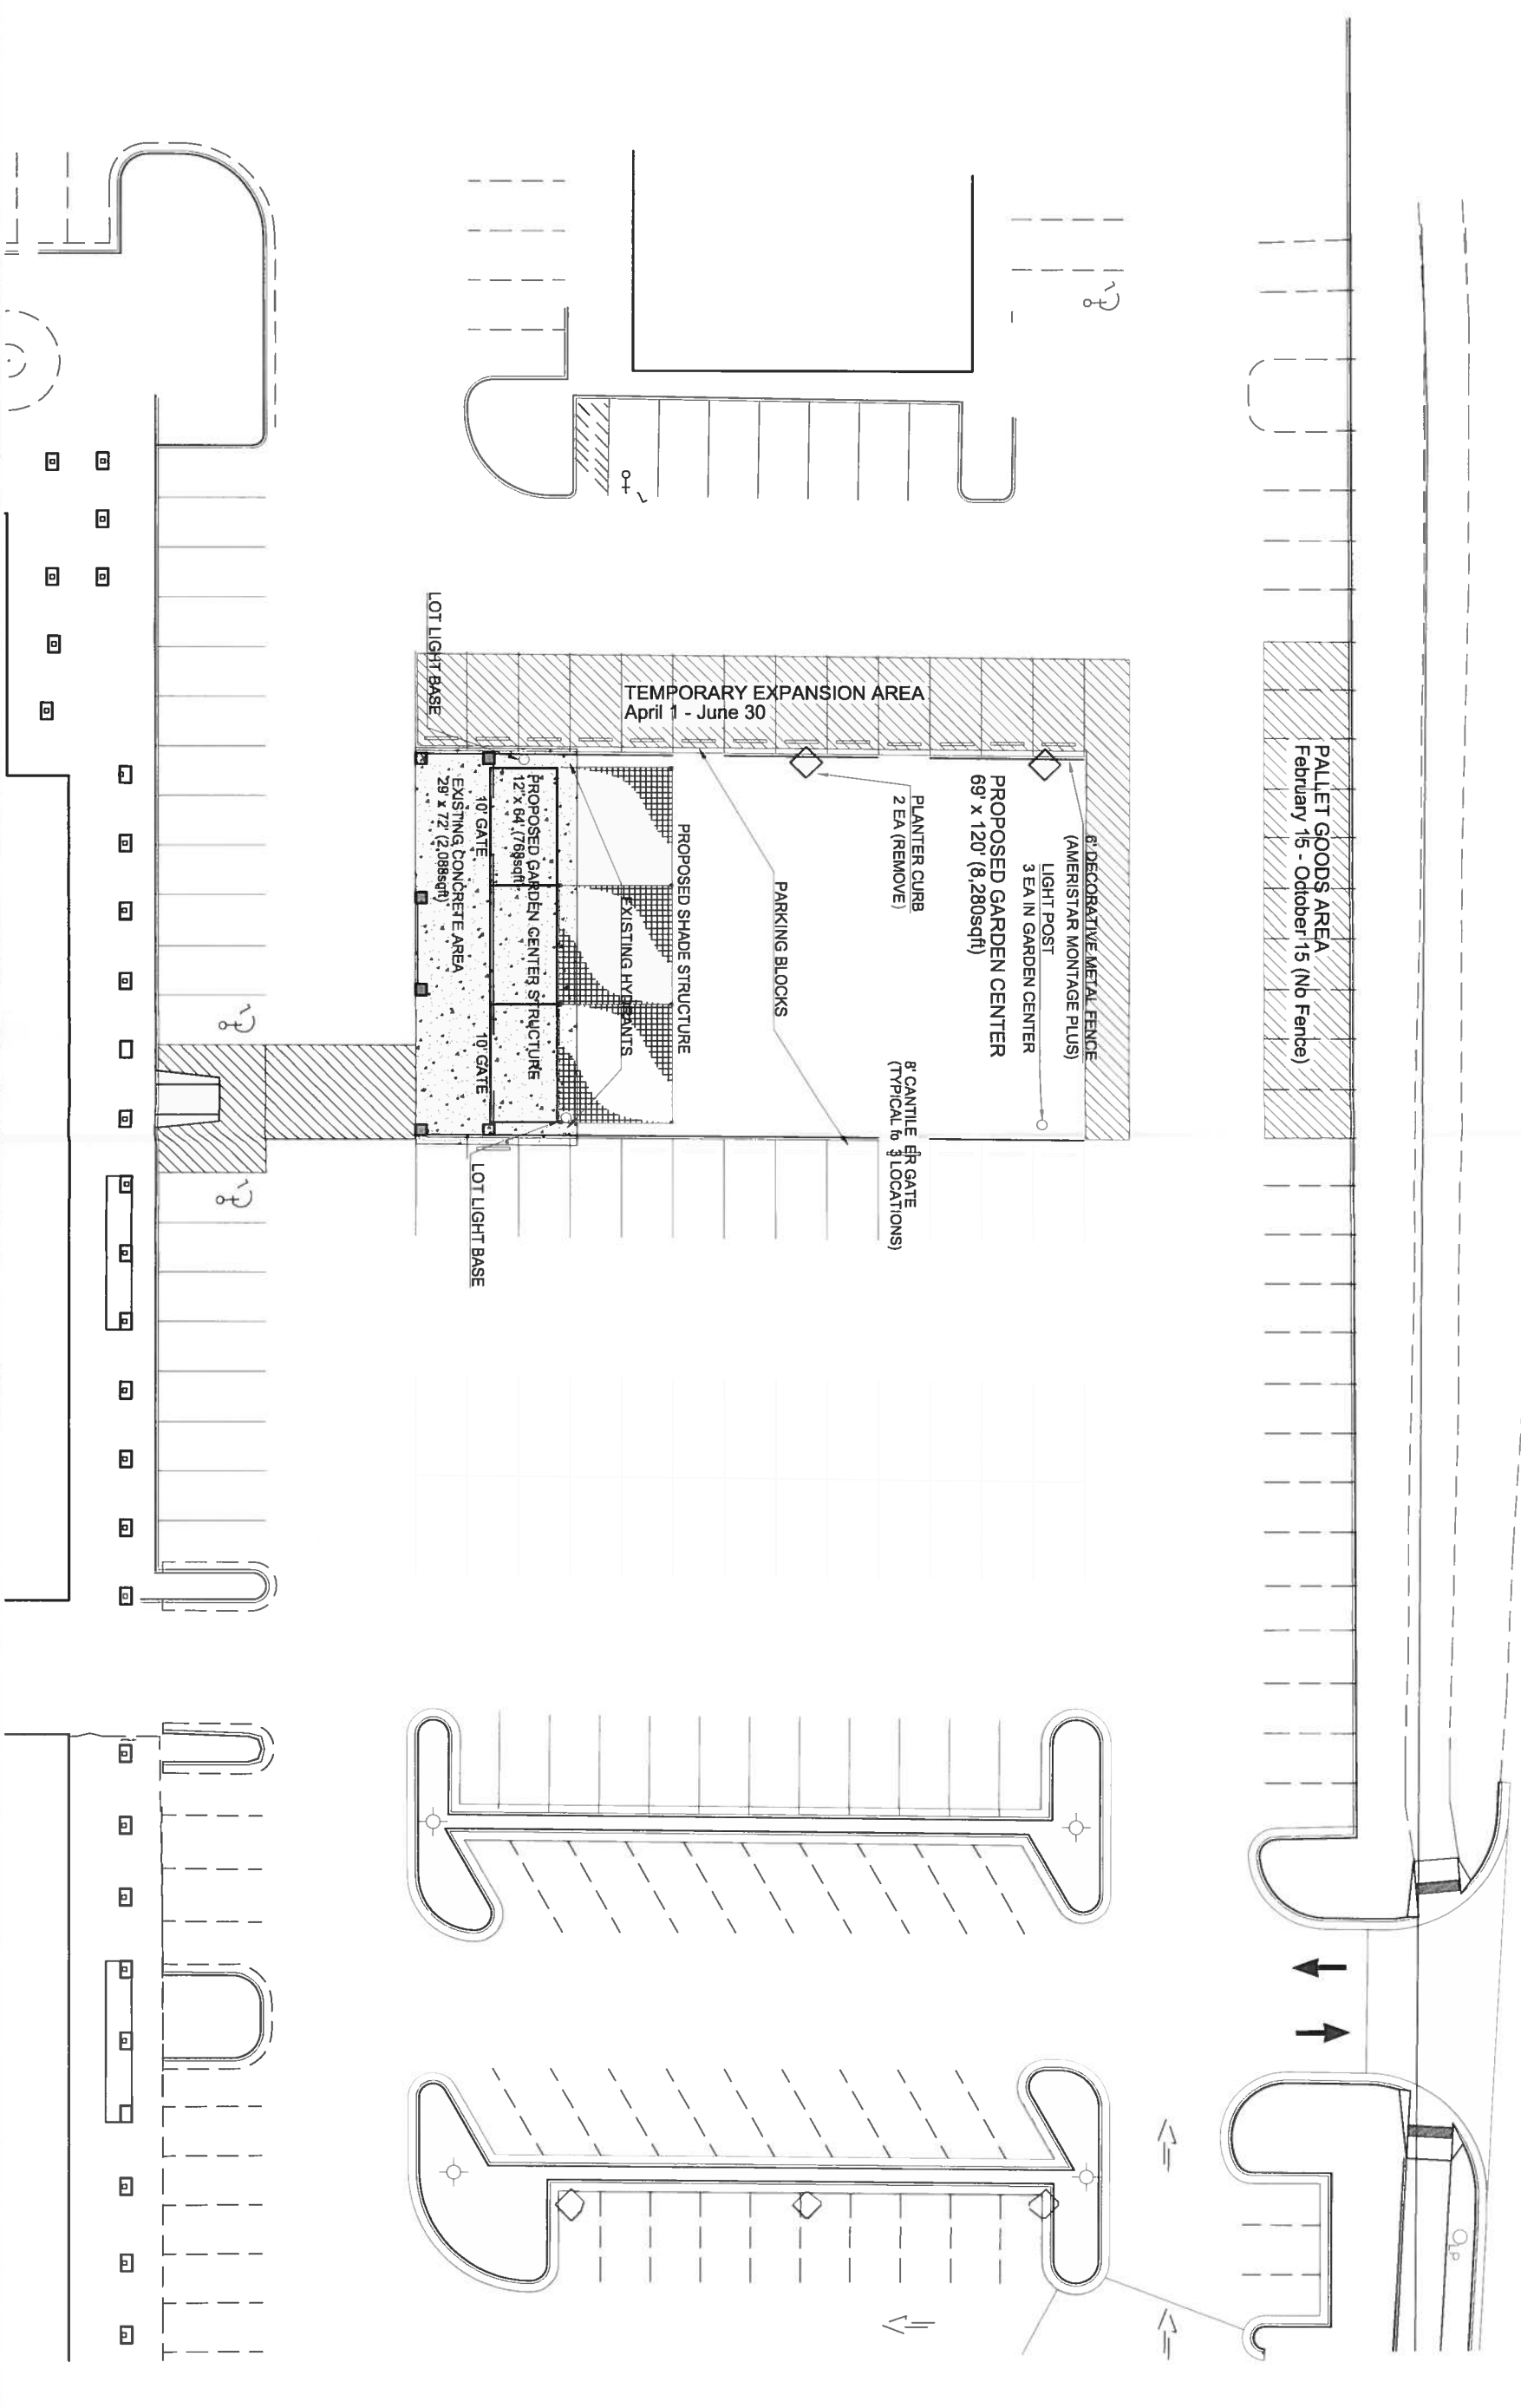 TEMPORARY EXPANSION AREA
April 1 - June 30
LOT LIGHT BASE
PALLET GOODS AREA
February 15 - October 15 (No Fence)
6' DECORATIVE METAL FENCE
(AMERISTAR MONTAGE PLUS)
LIGHT POST
3 EA IN GARDEN CENTER
PROPOSED GARDEN CENTER
69' x 120' (8,280sqft)
PLANTER CURB
2 EA (REMOVE)
8' CANTILE ER GATE
(TYPICAL fo 3 LOCATIONS)
PARKING BLOCKS
PROPOSED SHADE STRUCTURE
EXISTING HYDRANTS
PROPOSED GARDEN CENTER STRUCTURE
12' x 64' (768sqft)
10' GATE
10' GATE
EXISTING CONCRETE AREA
29' x 72' (2,088sqft)
LOT LIGHT BASE
LP